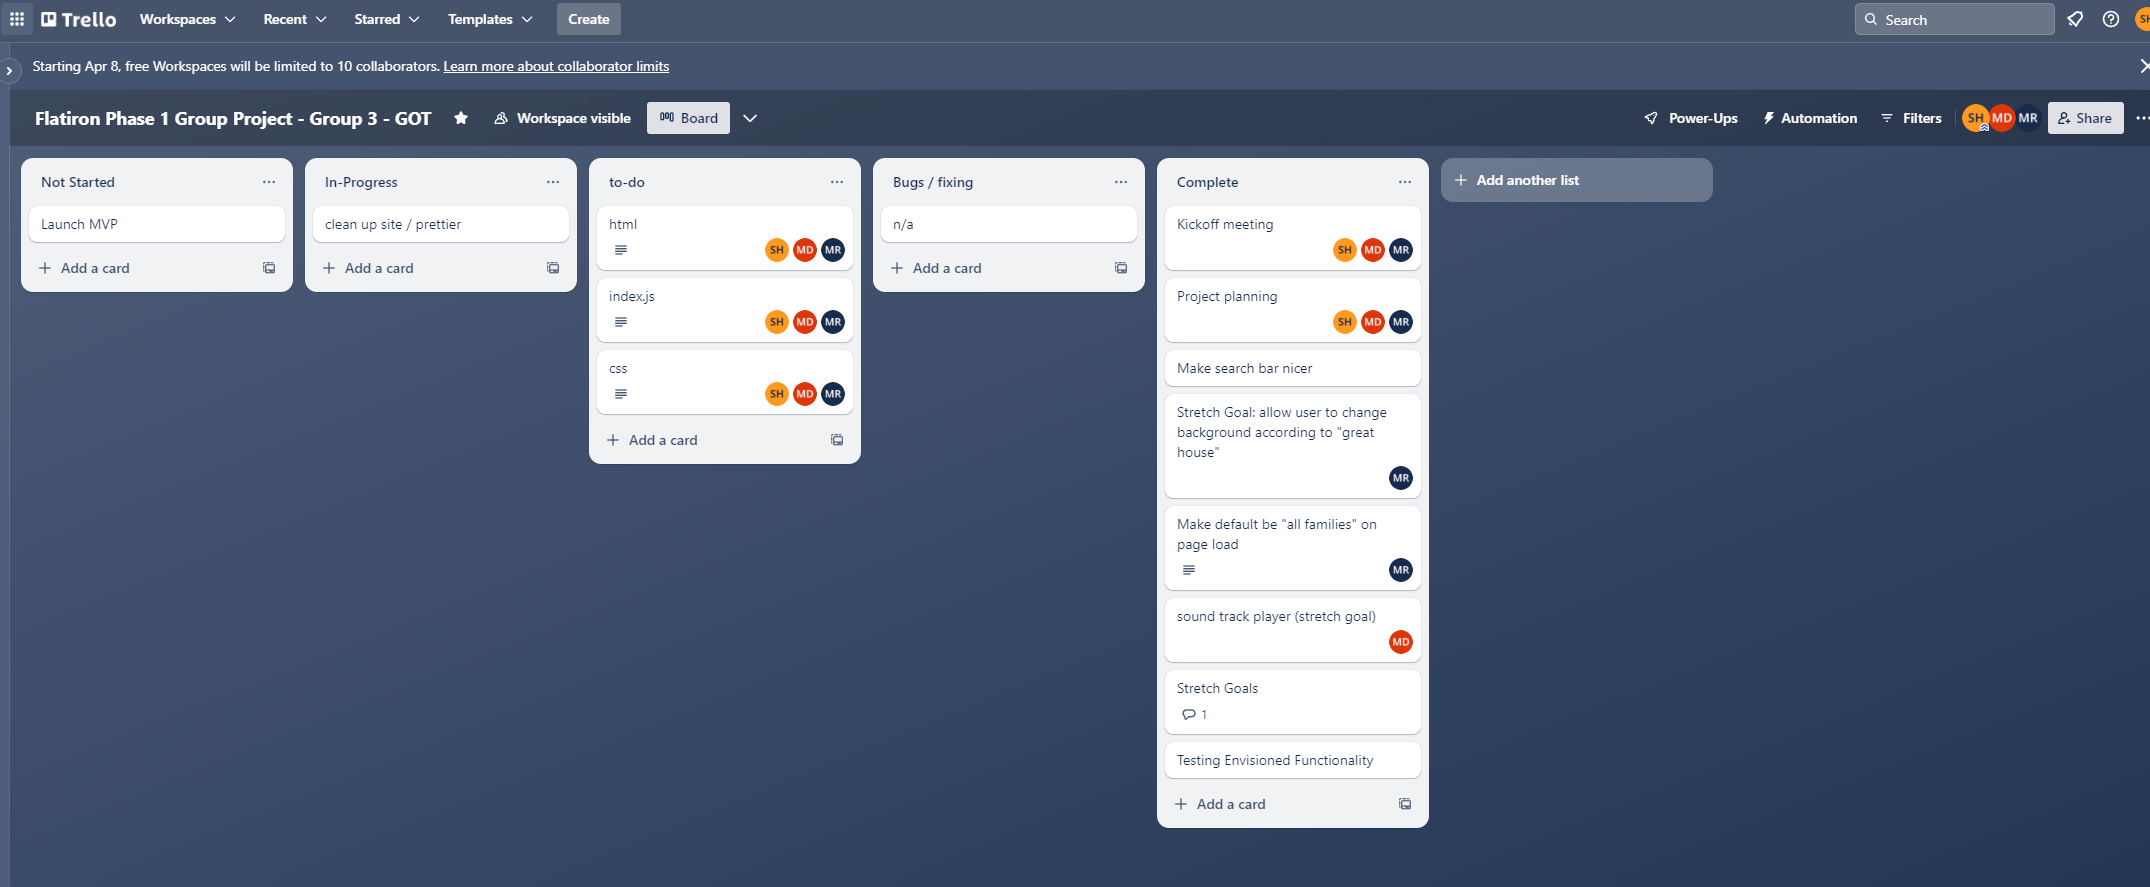 Trello
Workspaces
Recent
Starred
Templates
Create
Search
SH
Starting Apr 8, free Workspaces will be limited to 10 collaborators. Learn more about collaborator limits
Flatiron Phase 1 Group Project - Group 3 - GOT
Workspace visible
Board
Power-Ups
Automation
Filters
SH MD MR
Share
Not Started
Launch MVP
Add a card
In-Progress
clean up site / prettier
Add a card
to-do
html
SH MD MR
index.js
SH MD MR
css
SH MD MR
Add a card
Bugs / fixing
n/a
Add a card
Complete
Kickoff meeting
SH MD MR
Project planning
SH MD MR
Make search bar nicer
Stretch Goal: allow user to change
background according to "great
house"
MR
Make default be "all families" on
page load
MR
sound track player (stretch goal)
MD
Stretch Goals
1
Testing Envisioned Functionality
Add a card
Add another list